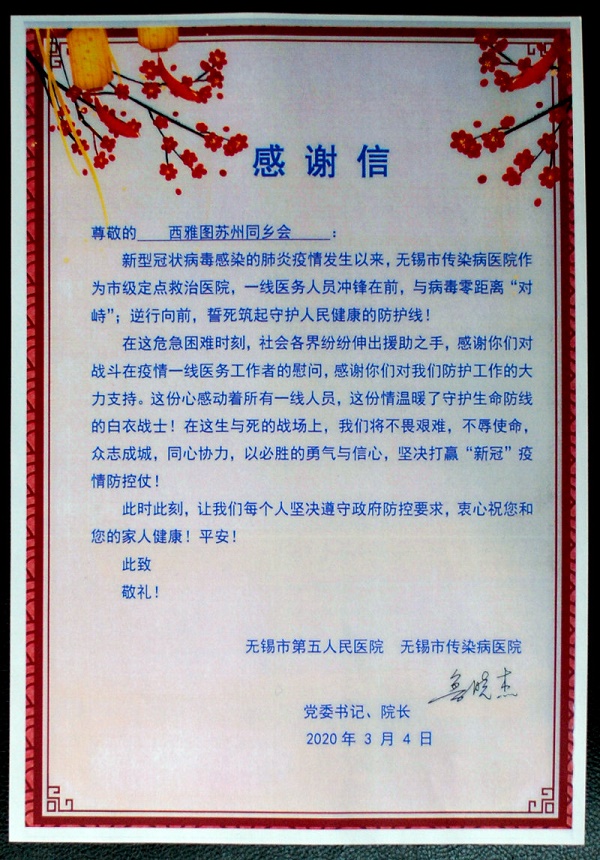 感谢信
尊敬的 西雅图苏州同乡会 ：
新型冠状病毒感染的肺炎疫情发生以来，无锡市传染病医院作
为市级定点救治医院，一线医务人员冲锋在前，与病毒零距离“对
峙”；逆行向前，誓死筑起守护人民健康的防护线！
在这危急困难时刻，社会各界纷纷伸出援助之手，感谢你们对
战斗在疫情一线医务工作者的慰问，感谢你们对我们防护工作的大
力支持。这份心感动着所有一线人员，这份情温暖了守护生命防线
的白衣战士！在这生与死的战场上，我们将不畏艰难，不辱使命，
众志成城，同心协力，以必胜的勇气与信心，坚决打赢“新冠”疫
情防控仗！
此时此刻，让我们每个人坚决遵守政府防控要求，衷心祝您和
您的家人健康！平安！
此致
敬礼！
无锡市第五人民医院 无锡市传染病医院
鲁晓杰
党委书记、院长
2020 年 3 月 4 日